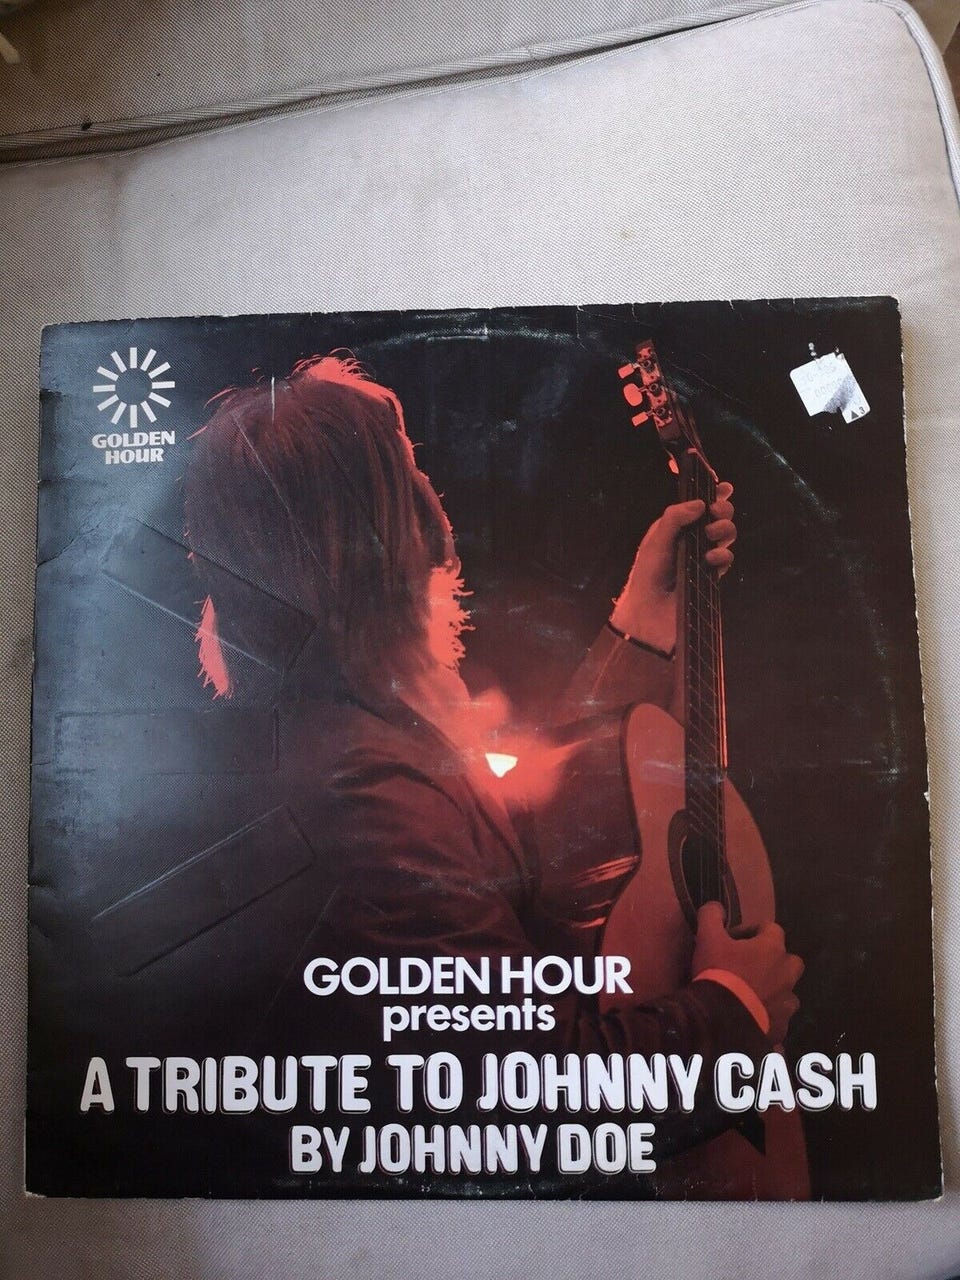 GOLDEN
HOUR
GOLDEN HOUR
presents
A TRIBUTE TO JOHNNY CASH
BY JOHNNY DOE